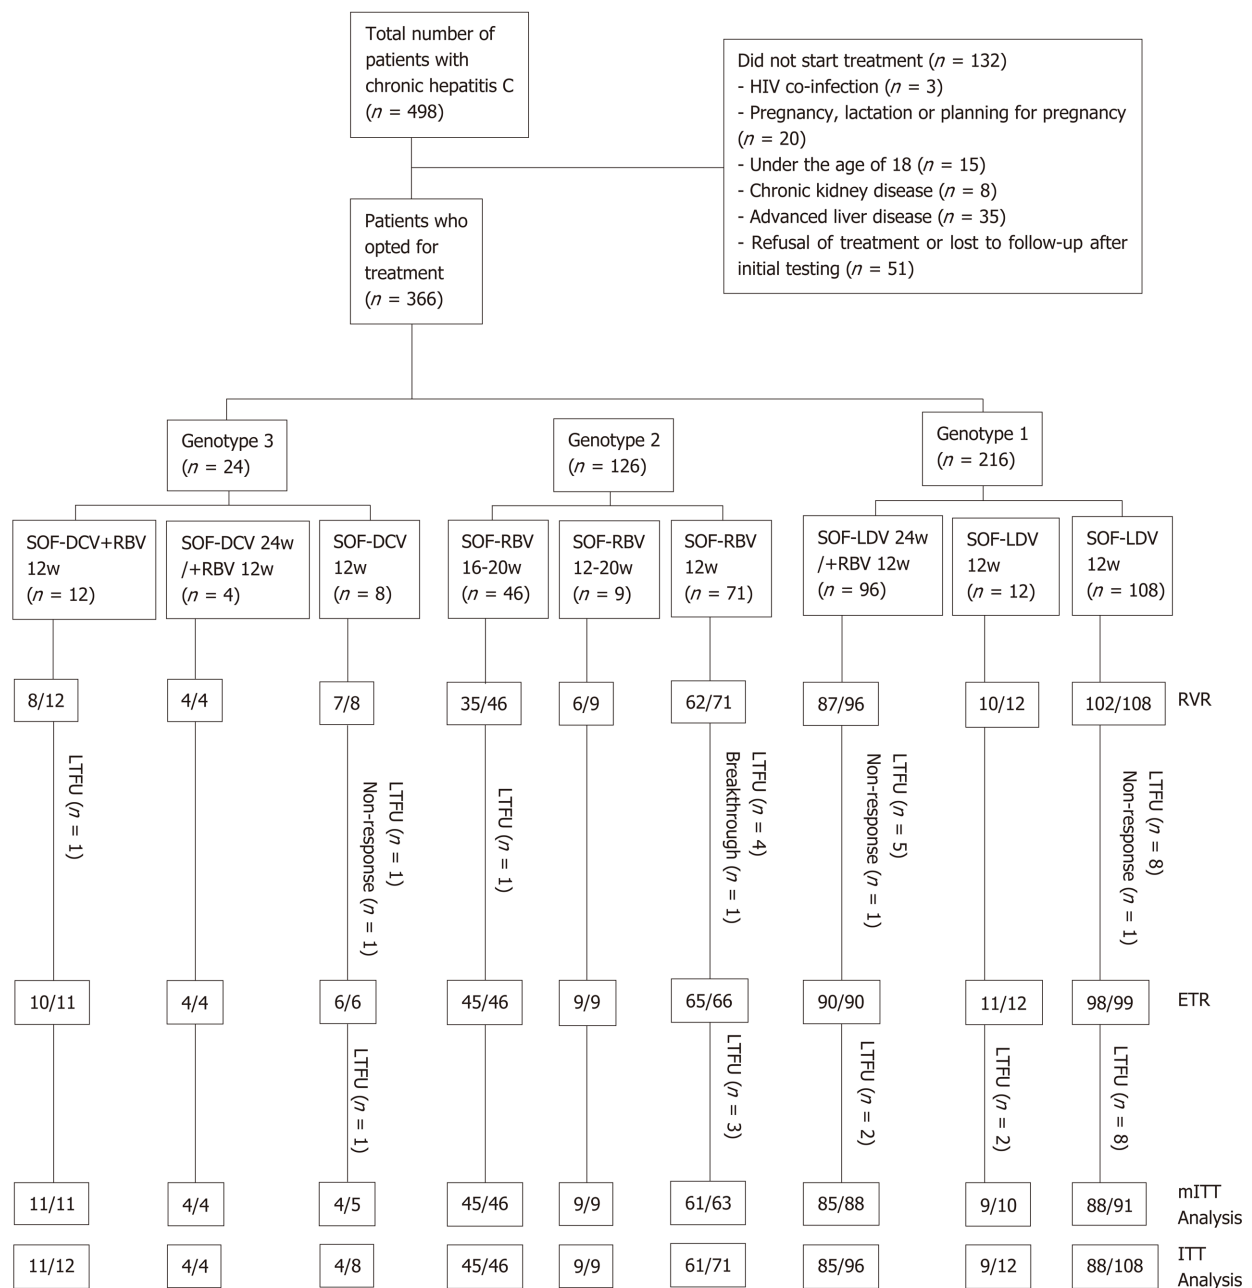 Total number of
patients with
chronic hepatitis C
(n = 498)
Did not start treatment (n = 132)
- HIV co-infection (n = 3)
- Pregnancy, lactation or planning for pregnancy
(n = 20)
- Under the age of 18 (n = 15)
- Chronic kidney disease (n = 8)
- Advanced liver disease (n = 35)
- Refusal of treatment or lost to follow-up after
initial testing (n = 51)
Patients who
opted for
treatment
(n = 366)
Genotype 3
(n = 24)
Genotype 2
(n = 126)
Genotype 1
(n = 216)
SOF-DCV+RBV
12w
(n = 12)
SOF-DCV 24w
/+RBV 12w
(n = 4)
SOF-DCV
12w
(n = 8)
SOF-RBV
16-20w
(n = 46)
SOF-RBV
12-20w
(n = 9)
SOF-RBV
12w
(n = 71)
SOF-LDV 24w
/+RBV 12w
(n = 96)
SOF-LDV
12w
(n = 12)
SOF-LDV
12w
(n = 108)
8/12
4/4
7/8
35/46
6/9
62/71
87/96
10/12
102/108
RVR
LTFU (n = 1)
LTFU (n = 1)
Non-response (n = 1)
LTFU (n = 1)
LTFU (n = 4)
Breakthrough (n = 1)
LTFU (n = 5)
Non-response (n = 1)
LTFU (n = 8)
Non-response (n = 1)
10/11
4/4
6/6
45/46
9/9
65/66
90/90
11/12
98/99
ETR
LTFU (n = 1)
LTFU (n = 3)
LTFU (n = 2)
LTFU (n = 2)
LTFU (n = 8)
11/11
4/4
4/5
45/46
9/9
61/63
85/88
9/10
88/91
mITT
Analysis
11/12
4/4
4/8
45/46
9/9
61/71
85/96
9/12
88/108
ITT
Analysis